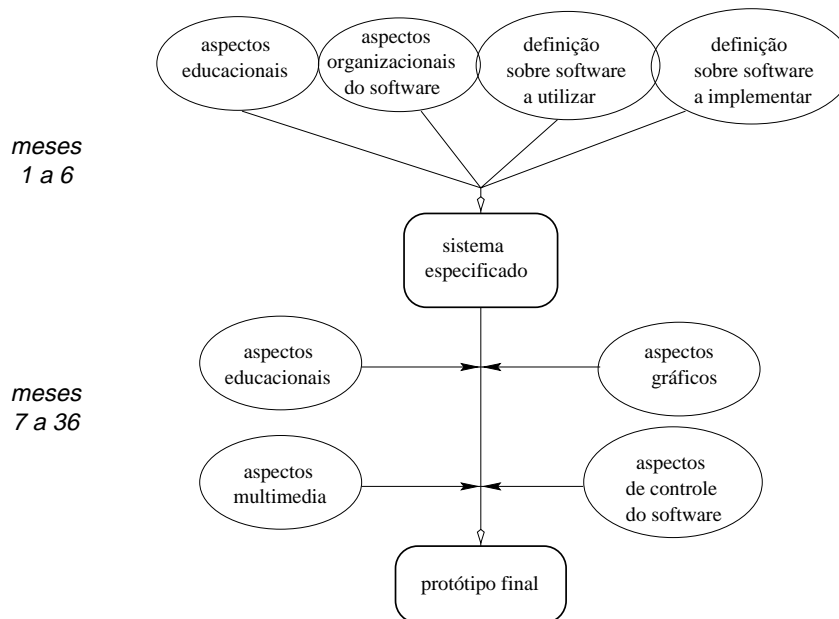 aspectos
educacionais
aspectos
organizacionais
do software
definição
sobre software
a utilizar
definição
sobre software
a implementar
meses
1 a 6
sistema
especificado
aspectos
educacionais
aspectos
gráficos
meses
7 a 36
aspectos
multimedia
aspectos
de controle
do software
protótipo final